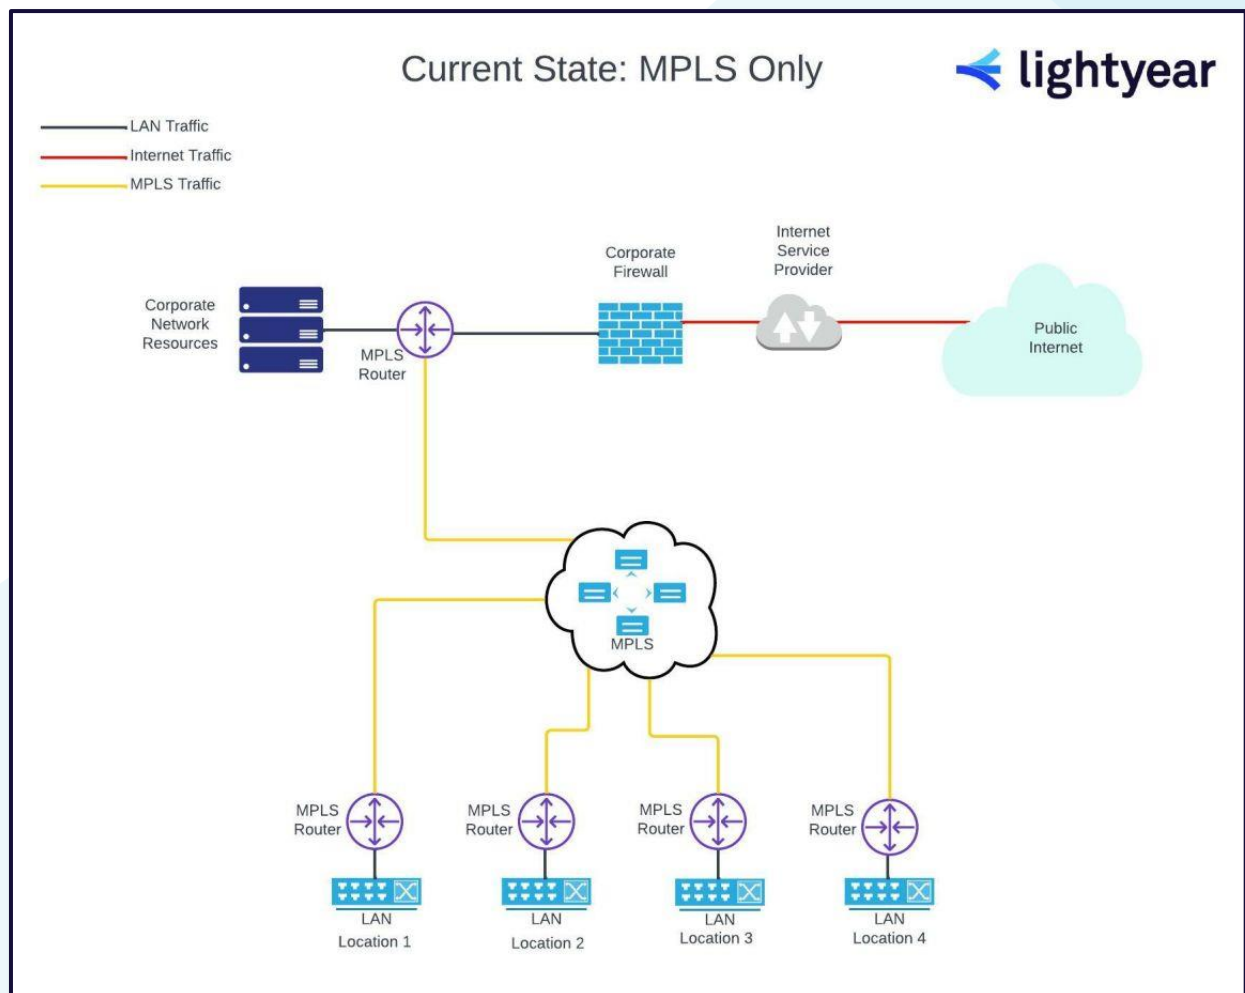 Current State: MPLS Only
lightyear
LAN Traffic
Internet Traffic
MPLS Traffic
Internet
Service
Provider
Corporate
Firewall
Corporate
Network
Resources
MPLS
Router
Public
Internet
MPLS
MPLS
Router
MPLS
Router
MPLS
Router
MPLS
Router
LAN
Location 1
LAN
Location 2
LAN
Location 3
LAN
Location 4